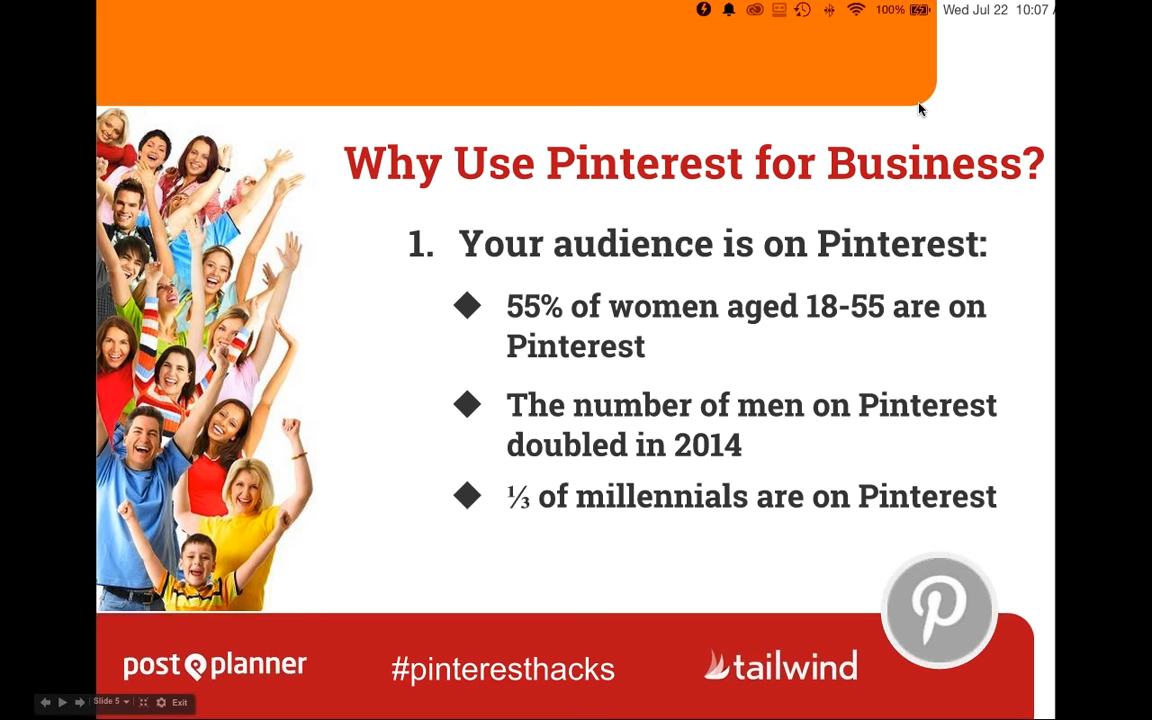 100% Wed Jul 22 10:07
Why Use Pinterest for Business?
1. Your audience is on Pinterest:
◆ 55% of women aged 18-55 are on
Pinterest
◆ The number of men on Pinterest
doubled in 2014
◆ ⅓ of millennials are on Pinterest
post planner #pinteresthacks tailwind
Slide 5 Exit